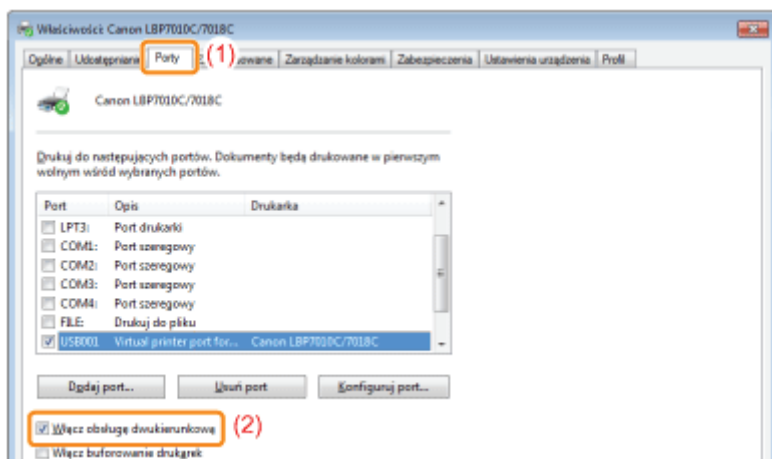 Właściwości: Canon LBP7010C/7018C
Ogólne Udostępnianie Porty (1) Zarządzanie kolorami Zabezpieczenia Ustawienia urządzenia Profil
Canon LBP7010C/7018C
Drukuj do następujących portów. Dokumenty będą drukowane w pierwszym
wolnym wśród wybranych portów.
Port Opis Drukarka
LPT3: Port drukarki
COM1: Port szeregowy
COM2: Port szeregowy
COM3: Port szeregowy
COM4: Port szeregowy
FILE: Drukuj do pliku
USB001 Virtual printer port for... Canon LBP7010C/7018C
Dodaj port... Usuń port Konfiguruj port...
Włącz obsługę dwukierunkową (2)
Włącz buforowanie drukarek